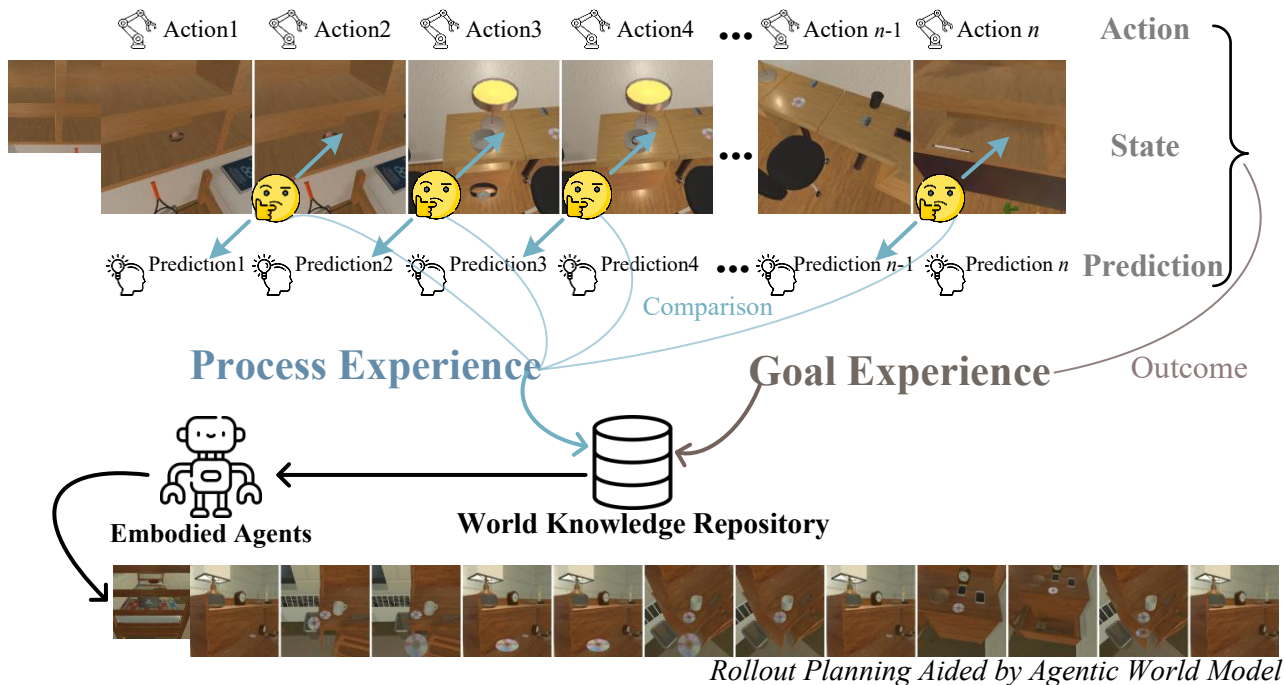 Action1 Action2 Action3 Action4 ... Action n-1 Action n Action
... State
Prediction1 Prediction2 Prediction3 Prediction4 ... Prediction n-1 Prediction n Prediction
Comparison
Process Experience Goal Experience Outcome
World Knowledge Repository
Embodied Agents
Rollout Planning Aided by Agentic World Model